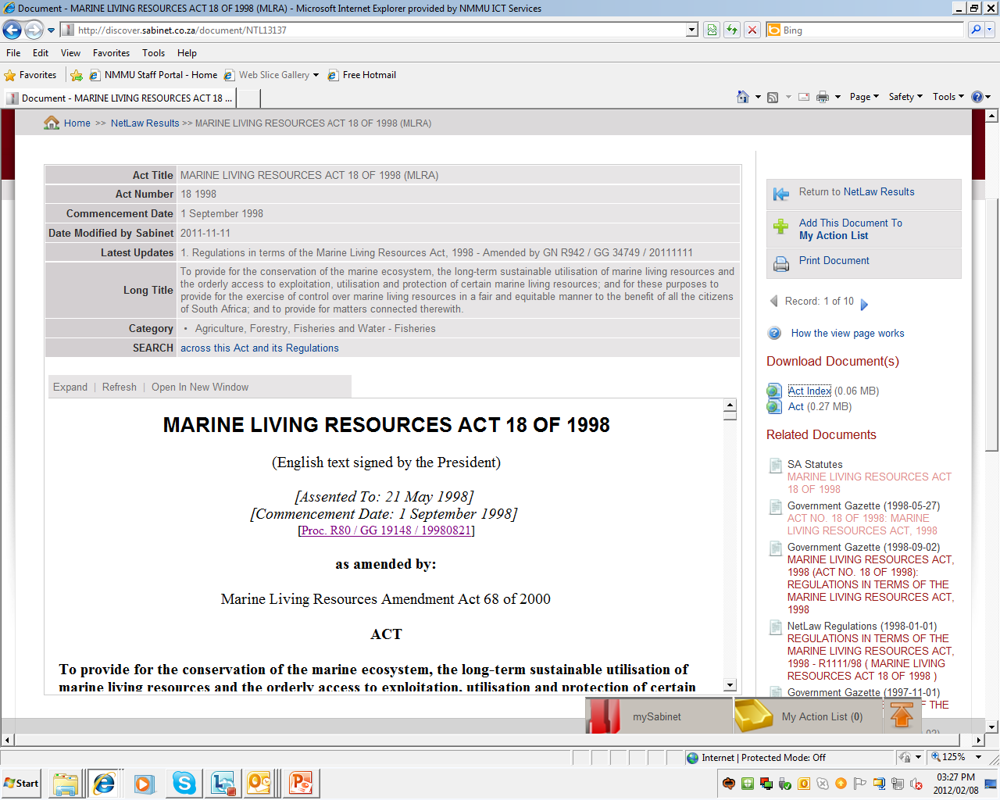 Document - MARINE LIVING RESOURCES ACT 18 OF 1998 (MLRA) - Microsoft Internet Explorer provided by NMMU ICT Services
http://discover.sabinet.co.za/document/NTL13137
Bing
File Edit View Favorites Tools Help
Favorites NMMU Staff Portal - Home Web Slice Gallery Free Hotmail
Document - MARINE LIVING RESOURCES ACT 18 ...
Page Safety Tools
Home >> NetLaw Results >> MARINE LIVING RESOURCES ACT 18 OF 1998 (MLRA)
Act Title MARINE LIVING RESOURCES ACT 18 OF 1998 (MLRA)
Act Number 18 1998
Commencement Date 1 September 1998
Date Modified by Sabinet 2011-11-11
Latest Updates 1. Regulations in terms of the Marine Living Resources Act, 1998 - Amended by GN R942 / GG 34749 / 20111111
Long Title
To provide for the conservation of the marine ecosystem, the long-term sustainable utilisation of marine living resources and
the orderly access to exploitation, utilisation and protection of certain marine living resources; and for these purposes to
provide for the exercise of control over marine living resources in a fair and equitable manner to the benefit of all the citizens
of South Africa; and to provide for matters connected therewith.
Category • Agriculture, Forestry, Fisheries and Water - Fisheries
SEARCH across this Act and its Regulations
Expand | Refresh | Open In New Window
MARINE LIVING RESOURCES ACT 18 OF 1998
(English text signed by the President)
[Assented To: 21 May 1998]
[Commencement Date: 1 September 1998]
[Proc. R80 / GG 19148 / 19980821]
as amended by:
Marine Living Resources Amendment Act 68 of 2000
ACT
To provide for the conservation of the marine ecosystem, the long-term sustainable utilisation of
marine living resources and the orderly access to exploitation, utilisation and protection of certain
Return to NetLaw Results
Add This Document To
My Action List
Print Document
Record: 1 of 10
How the view page works
Download Document(s)
Act Index (0.06 MB)
Act (0.27 MB)
Related Documents
SA Statutes
MARINE LIVING RESOURCES ACT
18 OF 1998
Government Gazette (1998-05-27)
ACT NO. 18 OF 1998: MARINE
LIVING RESOURCES ACT, 1998
Government Gazette (1998-09-02)
MARINE LIVING RESOURCES ACT,
1998 (ACT NO. 18 OF 1998):
REGULATIONS IN TERMS OF THE
MARINE LIVING RESOURCES ACT,
1998
NetLaw Regulations (1998-01-01)
REGULATIONS IN TERMS OF THE
MARINE LIVING RESOURCES ACT,
1998 - R1111/98 ( MARINE LIVING
RESOURCES ACT 18 OF 1998 )
Government Gazette (1997-11-01)
F THE
mySabinet My Action List (0)
Internet | Protected Mode: Off 125%
Start
03:27 PM
2012/02/08